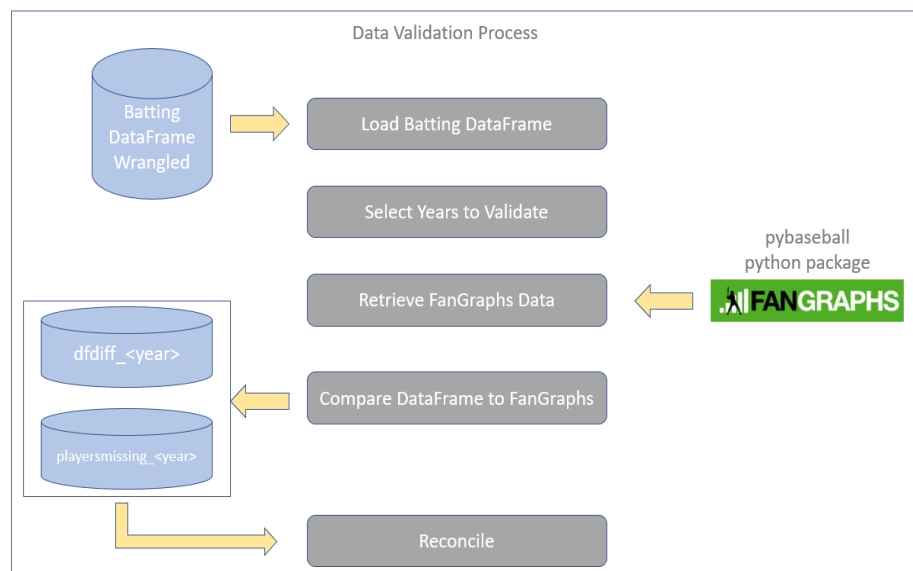 Data Validation Process
Batting
DataFrame
Wrangled
Load Batting DataFrame
Select Years to Validate
pybaseball
python package
Retrieve FanGraphs Data
FANGRAPHS
dfdiff_<year>
Compare DataFrame to FanGraphs
playersmissing_<year>
Reconcile